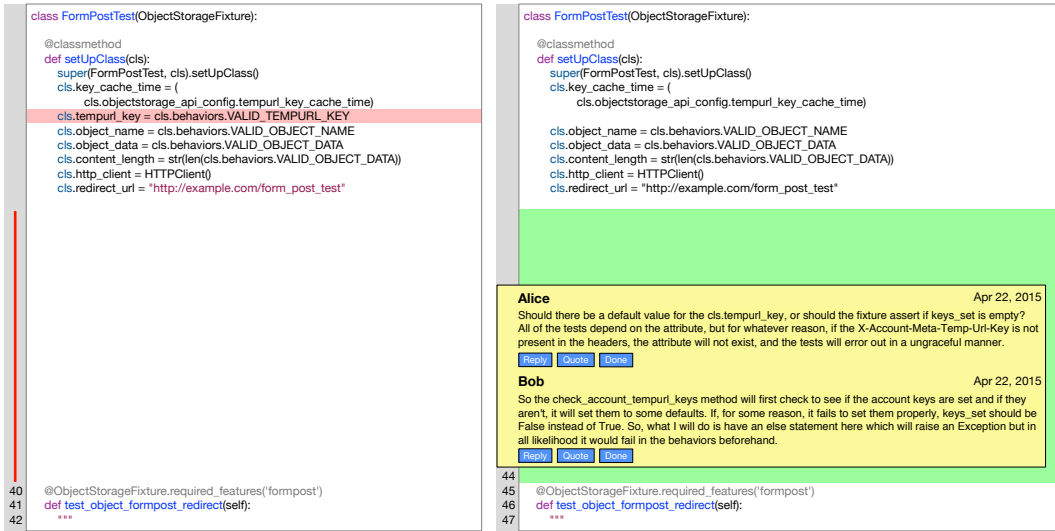 class FormPostTest(ObjectStorageFixture):
@classmethod
def setUpClass(cls):
super(FormPostTest, cls).setUpClass()
cls.key_cache_time = (
cls.objectstorage_api_config.tempurl_key_cache_time)
cls.tempurl_key = cls.behaviors.VALID_TEMPURL_KEY
cls.object_name = cls.behaviors.VALID_OBJECT_NAME
cls.object_data = cls.behaviors.VALID_OBJECT_DATA
cls.content_length = str(len(cls.behaviors.VALID_OBJECT_DATA))
cls.http_client = HTTPClient()
cls.redirect_url = "http://example.com/form_post_test"
40 @ObjectStorageFixture.required_features('formpost')
41 def test_object_formpost_redirect(self):
42 """
class FormPostTest(ObjectStorageFixture):
@classmethod
def setUpClass(cls):
super(FormPostTest, cls).setUpClass()
cls.key_cache_time = (
cls.objectstorage_api_config.tempurl_key_cache_time)
cls.object_name = cls.behaviors.VALID_OBJECT_NAME
cls.object_data = cls.behaviors.VALID_OBJECT_DATA
cls.content_length = str(len(cls.behaviors.VALID_OBJECT_DATA))
cls.http_client = HTTPClient()
cls.redirect_url = "http://example.com/form_post_test"
Alice Apr 22, 2015
Should there be a default value for the cls.tempurl_key, or should the fixture assert if keys_set is empty?
All of the tests depend on the attribute, but for whatever reason, if the X-Account-Meta-Temp-Url-Key is not
present in the headers, the attribute will not exist, and the tests will error out in a ungraceful manner.
Reply Quote Done
Bob Apr 22, 2015
So the check_account_tempurl_keys method will first check to see if the account keys are set and if they
aren't, it will set them to some defaults. If, for some reason, it fails to set them properly, keys_set should be
False instead of True. So, what I will do is have an else statement here which will raise an Exception but in
all likelihood it would fail in the behaviors beforehand.
Reply Quote Done
44
45 @ObjectStorageFixture.required_features('formpost')
46 def test_object_formpost_redirect(self):
47 """